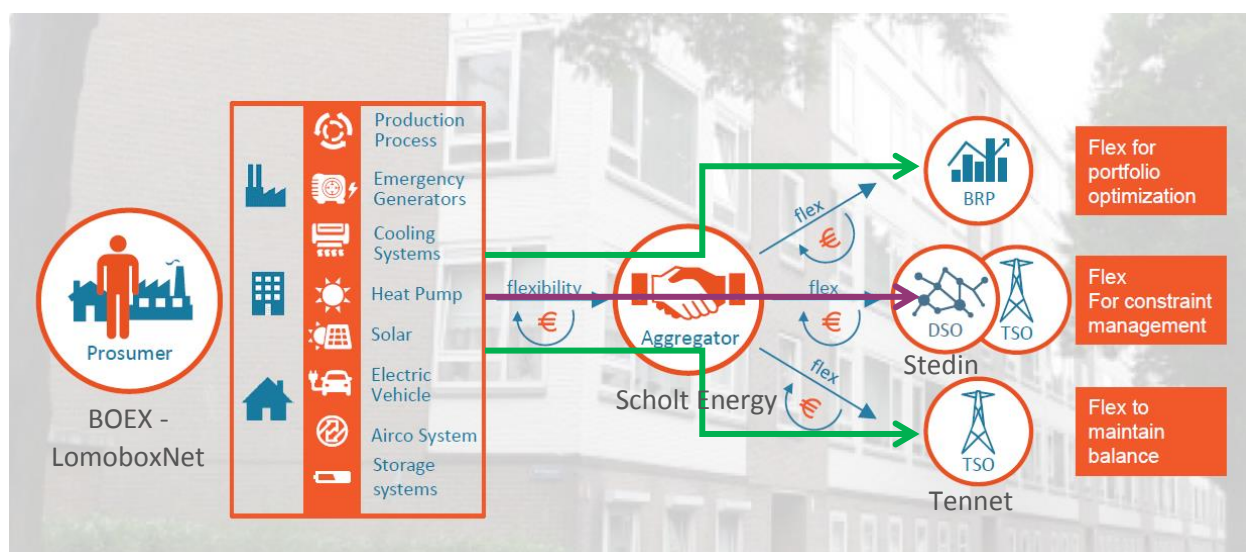 Prosumer
BOEX -
LomoboxNet
Production
Process
Emergency
Generators
Cooling
Systems
Heat Pump
Solar
Electric
Vehicle
Airco System
Storage
systems
flexibility
€
Aggregator
Scholt Energy
flex
€
flex
€
flex
€
BRP
Flex for
portfolio
optimization
DSO
TSO
Stedin
Flex
For constraint
management
TSO
Tennet
Flex to
maintain
balance